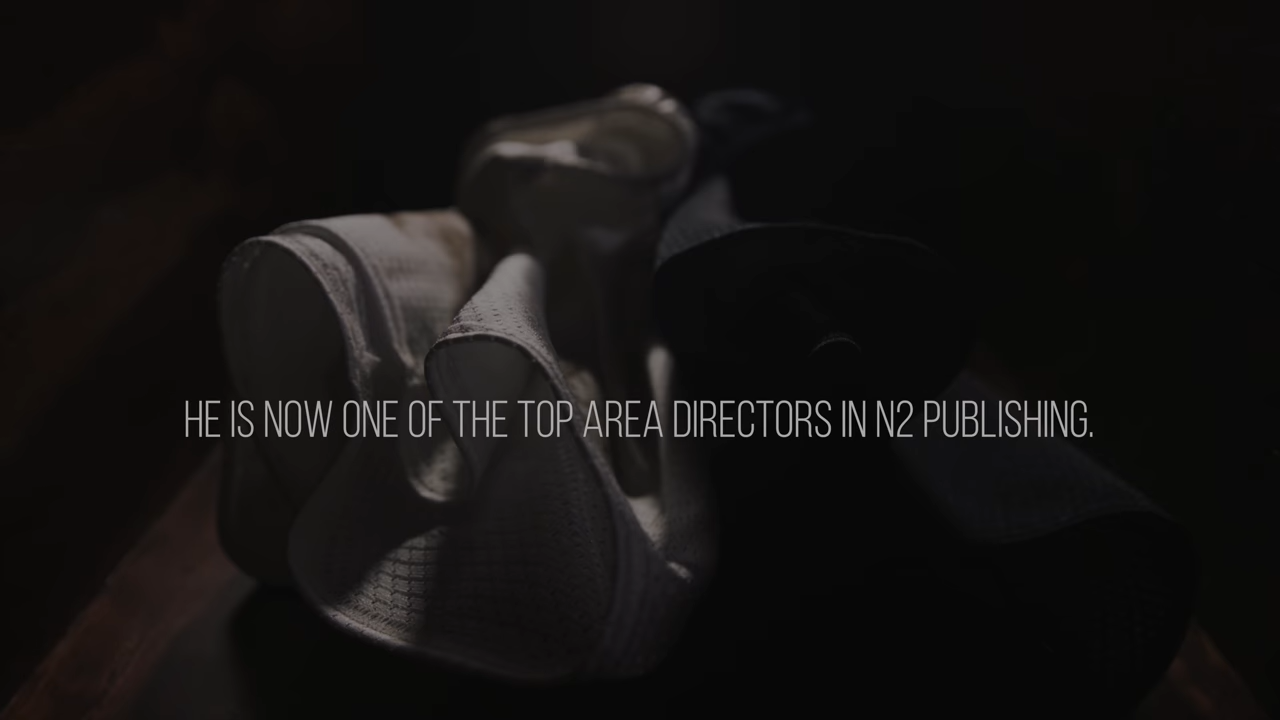 HE IS NOW ONE OF THE TOP AREA DIRECTORS IN N2 PUBLISHING.